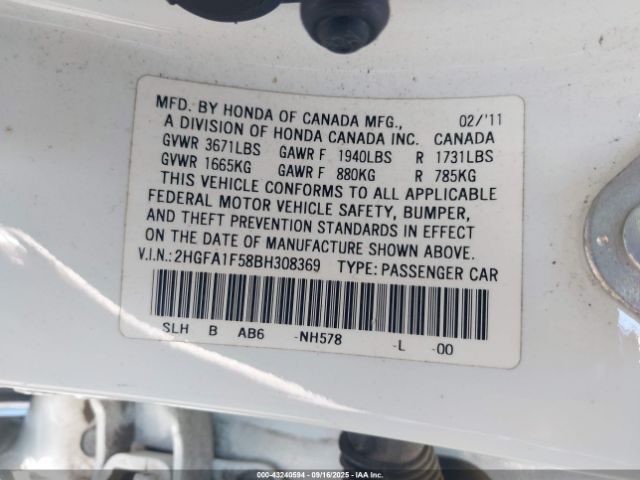 MFD. BY HONDA OF CANADA MFG., 02/'11
A DIVISION OF HONDA CANADA INC. CANADA
GVWR 3671LBS GAWR F 1940LBS R 1731LBS
GVWR 1665KG GAWR F 880KG R 785KG
THIS VEHICLE CONFORMS TO ALL APPLICABLE
FEDERAL MOTOR VEHICLE SAFETY, BUMPER,
AND THEFT PREVENTION STANDARDS IN EFFECT
ON THE DATE OF MANUFACTURE SHOWN ABOVE.
V.I.N.: 2HGFA1F58BH308369 TYPE: PASSENGER CAR
SLH B AB6 -NH578 -L -00
000-43240594 - 09/16/2025 - IAA Inc.